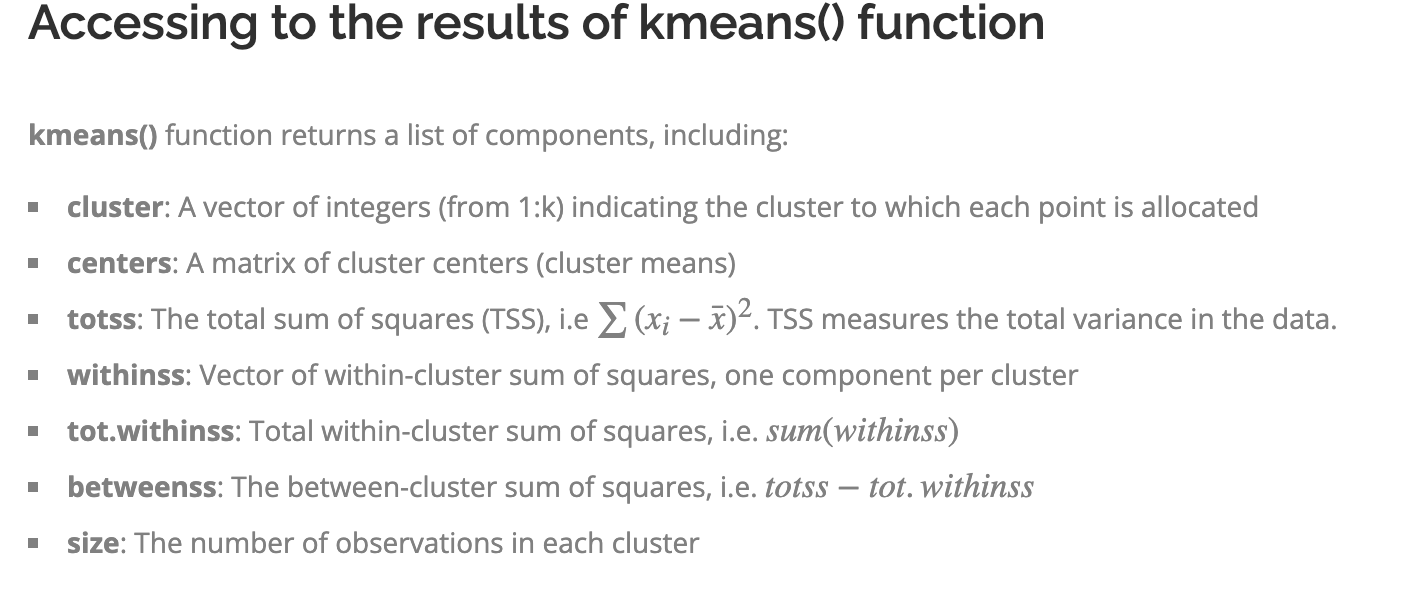 Accessing to the results of kmeans() function
kmeans() function returns a list of components, including:
▪ cluster: A vector of integers (from 1:k) indicating the cluster to which each point is allocated
▪ centers: A matrix of cluster centers (cluster means)
▪ totss: The total sum of squares (TSS), i.e ∑(xᵢ − x̄)². TSS measures the total variance in the data.
▪ withinss: Vector of within-cluster sum of squares, one component per cluster
▪ tot.withinss: Total within-cluster sum of squares, i.e. sum(withinss)
▪ betweenss: The between-cluster sum of squares, i.e. totss − tot. withinss
▪ size: The number of observations in each cluster